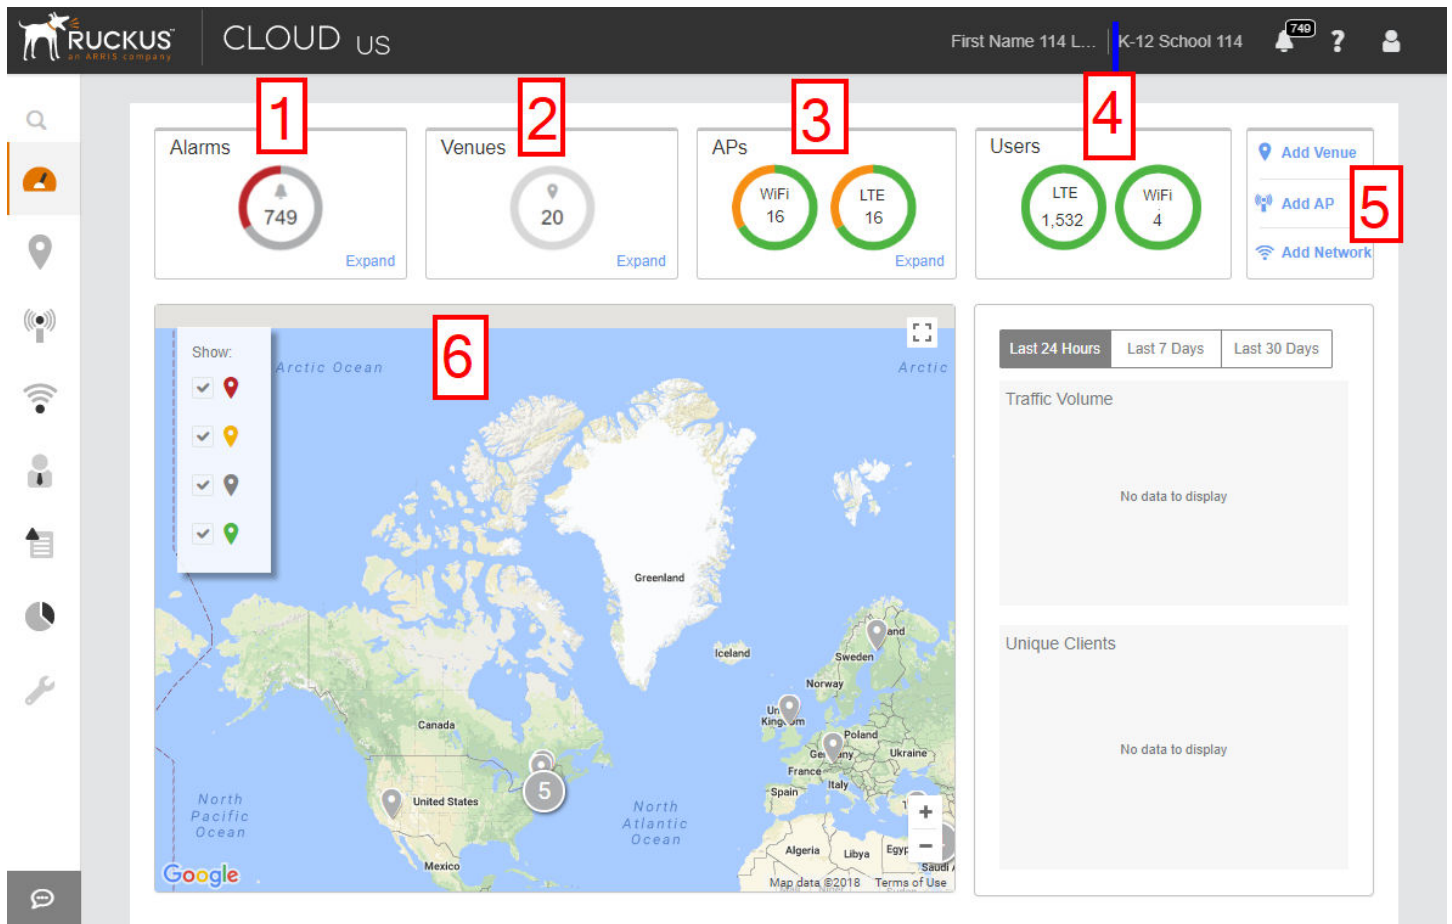 RUCKUS™
an ARRIS company
CLOUD US
First Name 114 L...
K-12 School 114
749
?
1
2
3
4
5
6
Alarms
749
Expand
Venues
20
Expand
APs
WiFi
16
LTE
16
Expand
Users
LTE
1,532
WiFi
4
Add Venue
Add AP
Add Network
Show:
Arctic Ocean
Arctic
Greenland
Iceland
Sweden
Norway
Canada
Poland
Ukraine
France
Italy
Spain
United States
5
North
Pacific
Ocean
North
Atlantic
Ocean
Algeria
Libya
Mexico
Google
Map data ©2018
Terms of Use
+
−
Last 24 Hours
Last 7 Days
Last 30 Days
Traffic Volume
No data to display
Unique Clients
No data to display